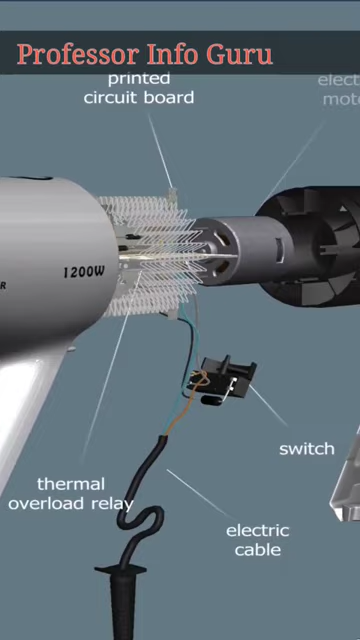 Professor Info Guru
printed
circuit board
1200W
switch
thermal
overload relay
electric
cable